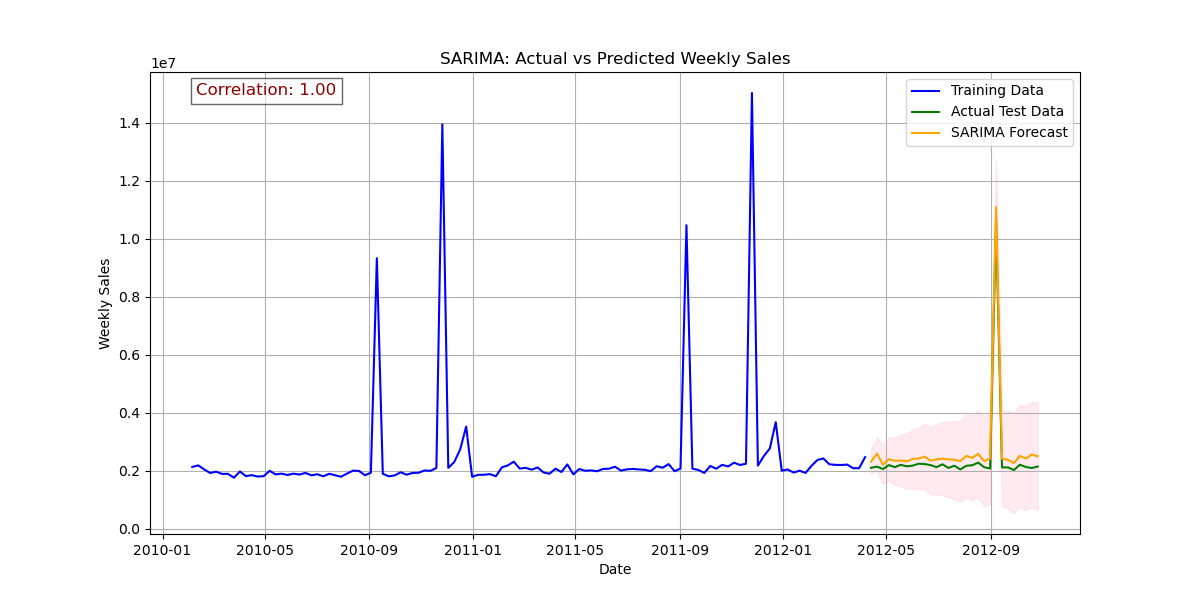 SARIMA: Actual vs Predicted Weekly Sales
1e7
Correlation: 1.00
Training Data
Actual Test Data
SARIMA Forecast
1.4
1.2
1.0
0.8
0.6
0.4
0.2
0.0
Weekly Sales
2010-01 2010-05 2010-09 2011-01 2011-05 2011-09 2012-01 2012-05 2012-09
Date